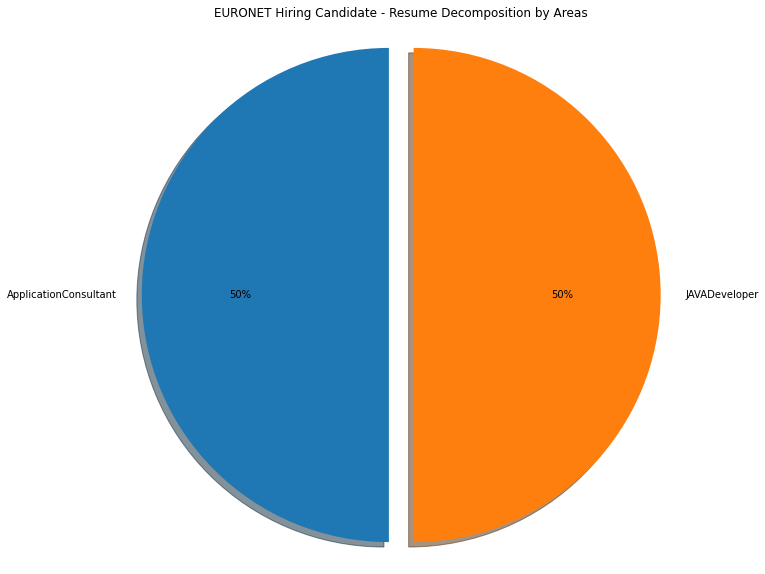 EURONET Hiring Candidate - Resume Decomposition by Areas
ApplicationConsultant
50%
50%
JAVADeveloper